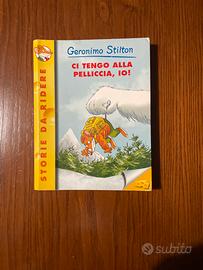 Geronimo Stilton
CI TENGO ALLA
PELLICCIA, IO!
STORIE DA RIDERE
subito